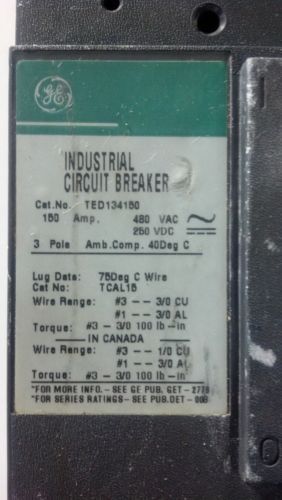 GE
INDUSTRIAL
CIRCUIT BREAKER
Cat.No. TED134150
150 Amp. 480 VAC
250 VDC
3 Pole Amb.Comp. 40Deg C
Lug Data: 75Deg C Wire
Cat No: TCAL15
Wire Range: #3 -- 3/0 CU
#1 -- 3/0 AL
Torque: #3 - 3/0 100 lb-in
IN CANADA
Wire Range: #3 -- 1/0 CU
#1 -- 3/0 AL
Torque: #3 - 3/0 100 lb-in
*FOR MORE INFO. - SEE GE PUB. GET - 2779
*FOR SERIES RATINGS - SEE PUB.DET - 008